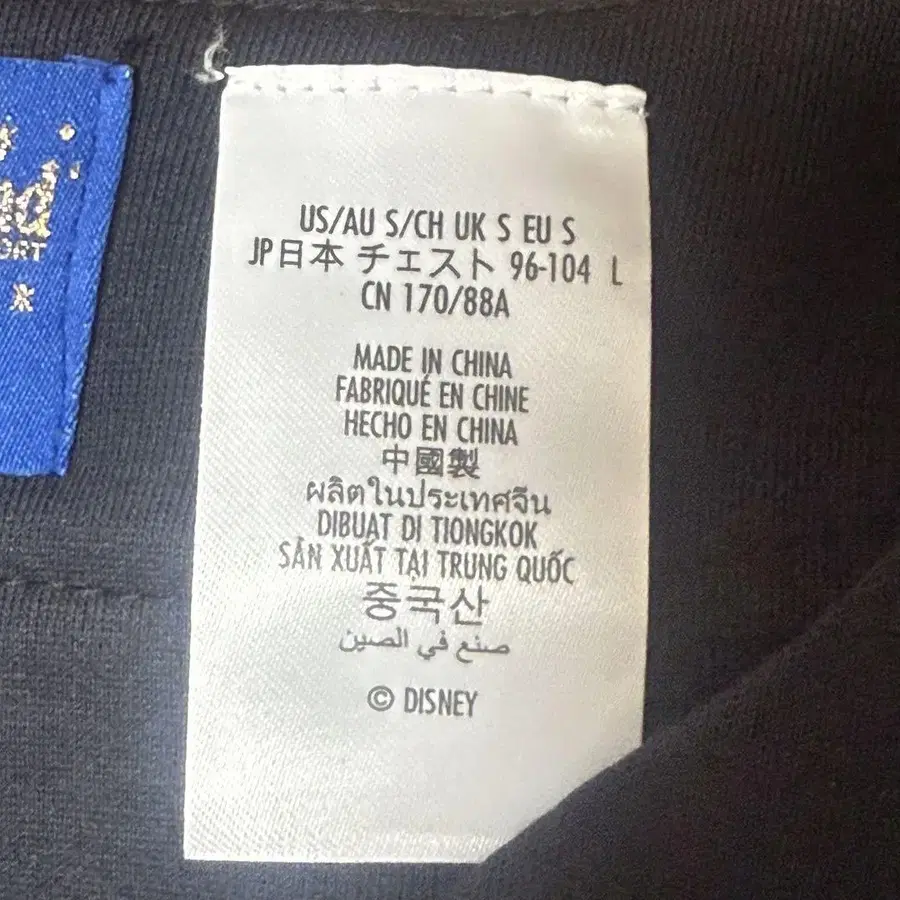 ORT
US/AU S/CH UK S EU S
JP日本 チェスト 96-104 L
CN 170/88A
MADE IN CHINA
FABRIQUÉ EN CHINE
HECHO EN CHINA
中國製
ผลิตในประเทศจีน
DIBUAT DI TIONGKOK
SẢN XUẤT TẠI TRUNG QUỐC
중국산
صنع في الصين
© DISNEY